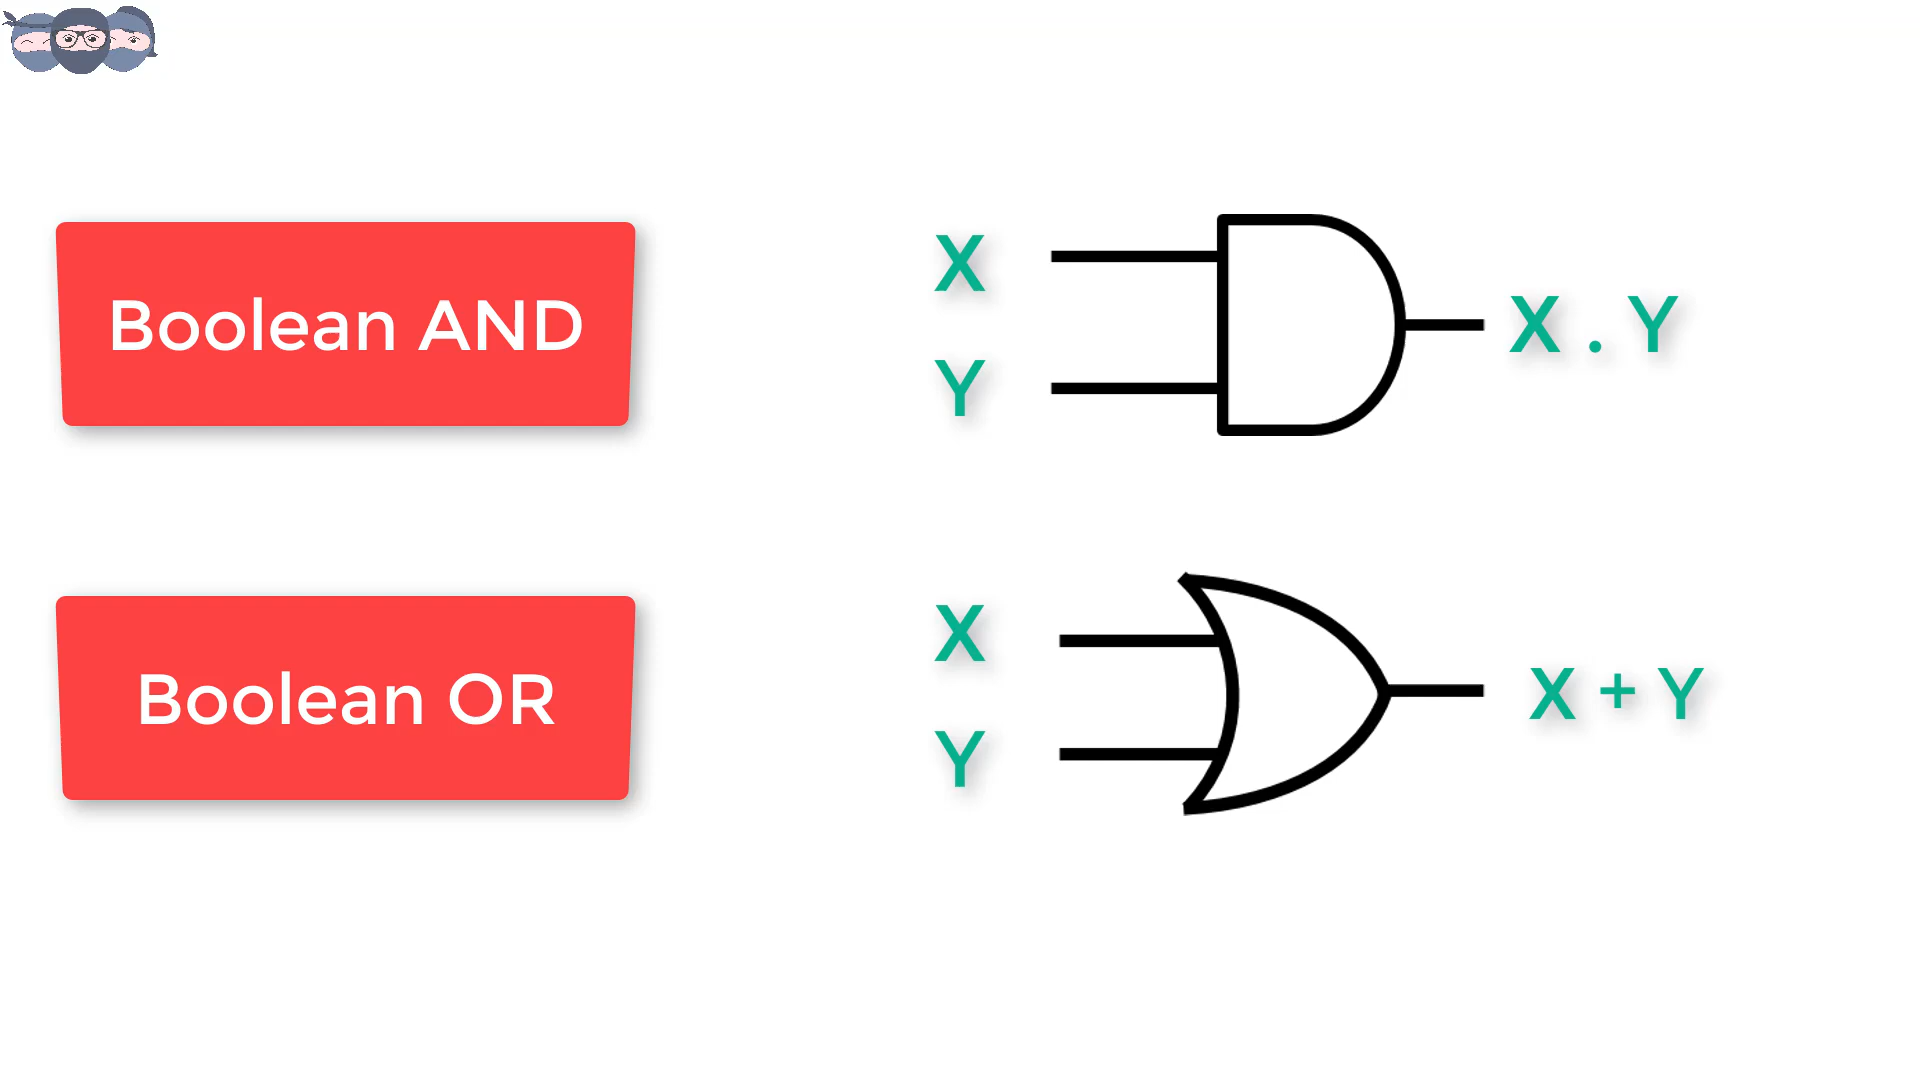 Boolean AND
X
Y
X . Y
Boolean OR
X
Y
X + Y